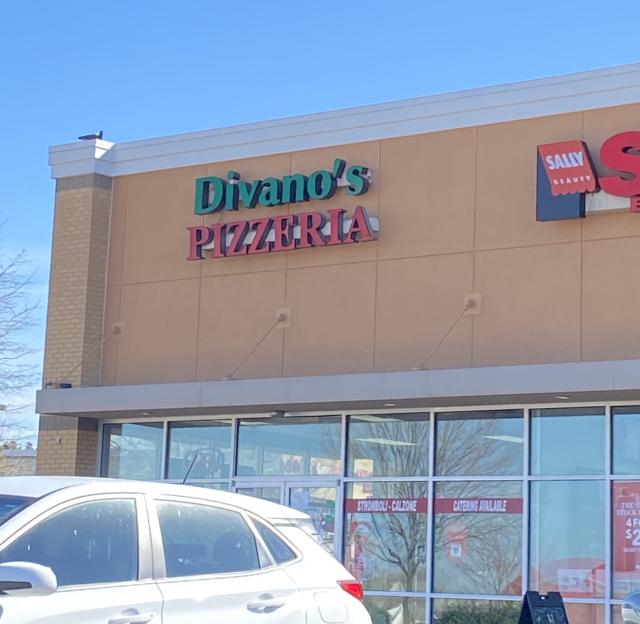 Divano's
PIZZERIA
SALLY
BEAUTY
S
STROMBOLI - CALZONE
CATERING AVAILABLE